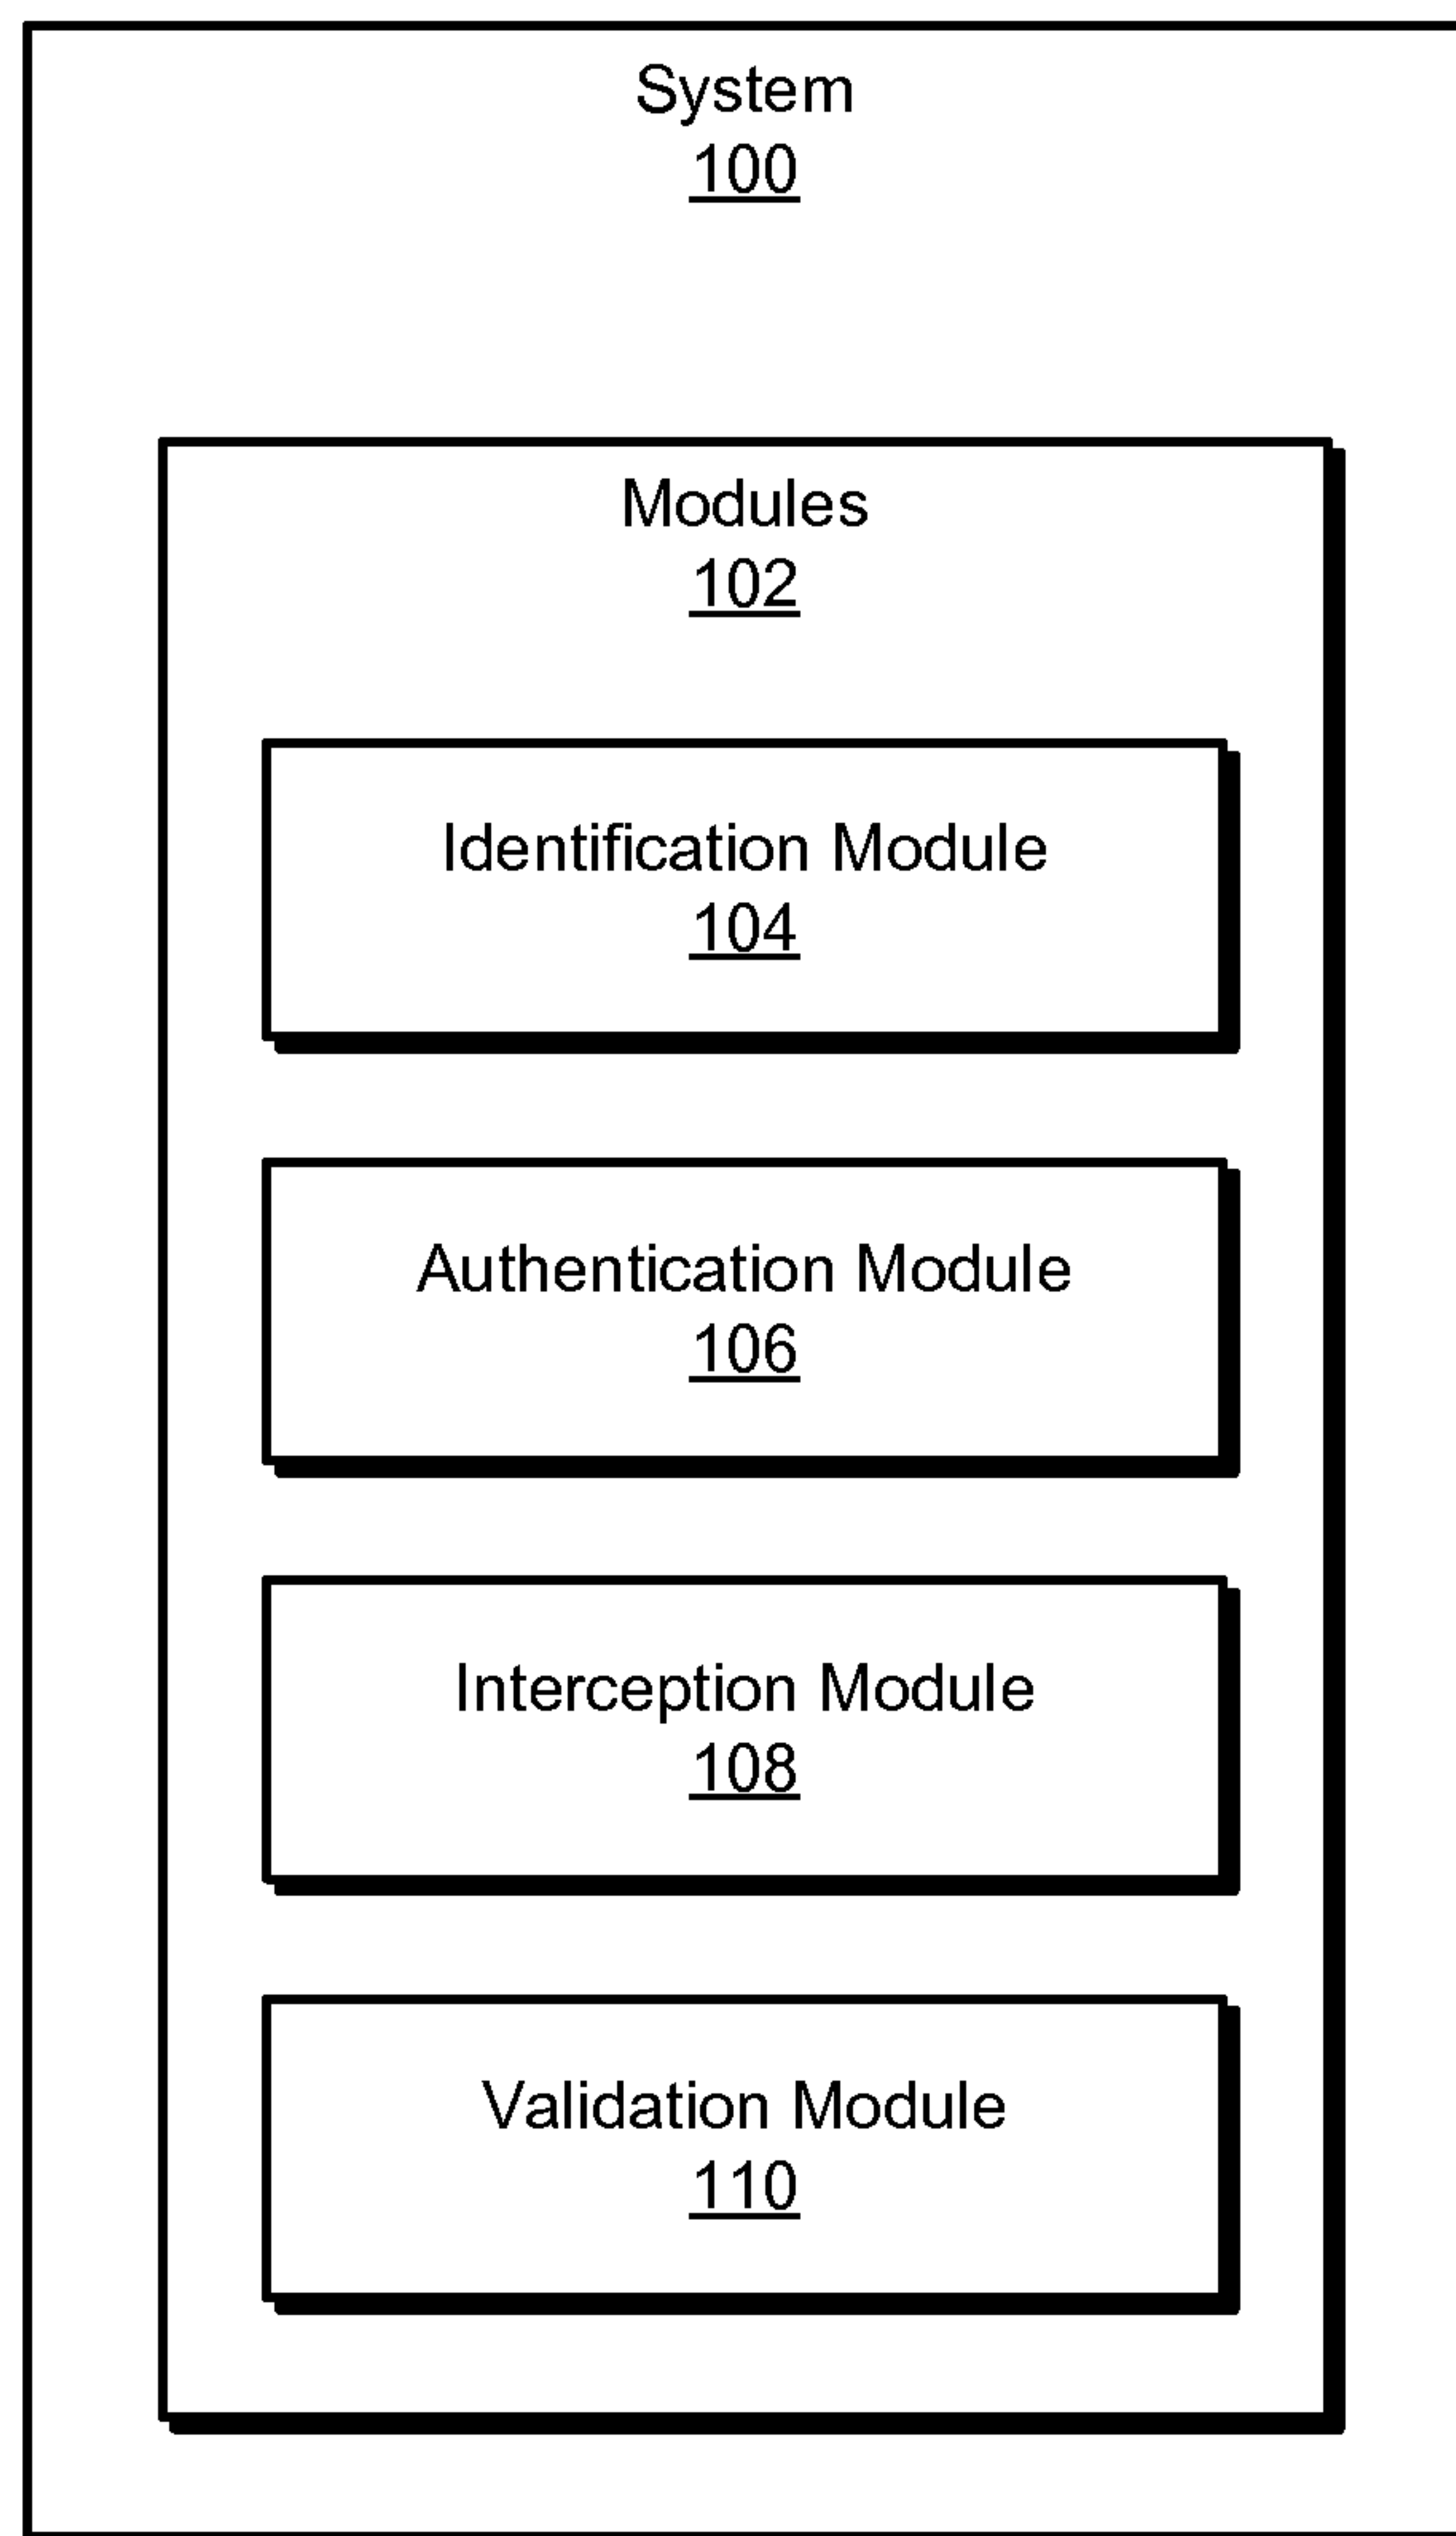 System
100
Modules
102
Identification Module
104
Authentication Module
106
Interception Module
108
Validation Module
110